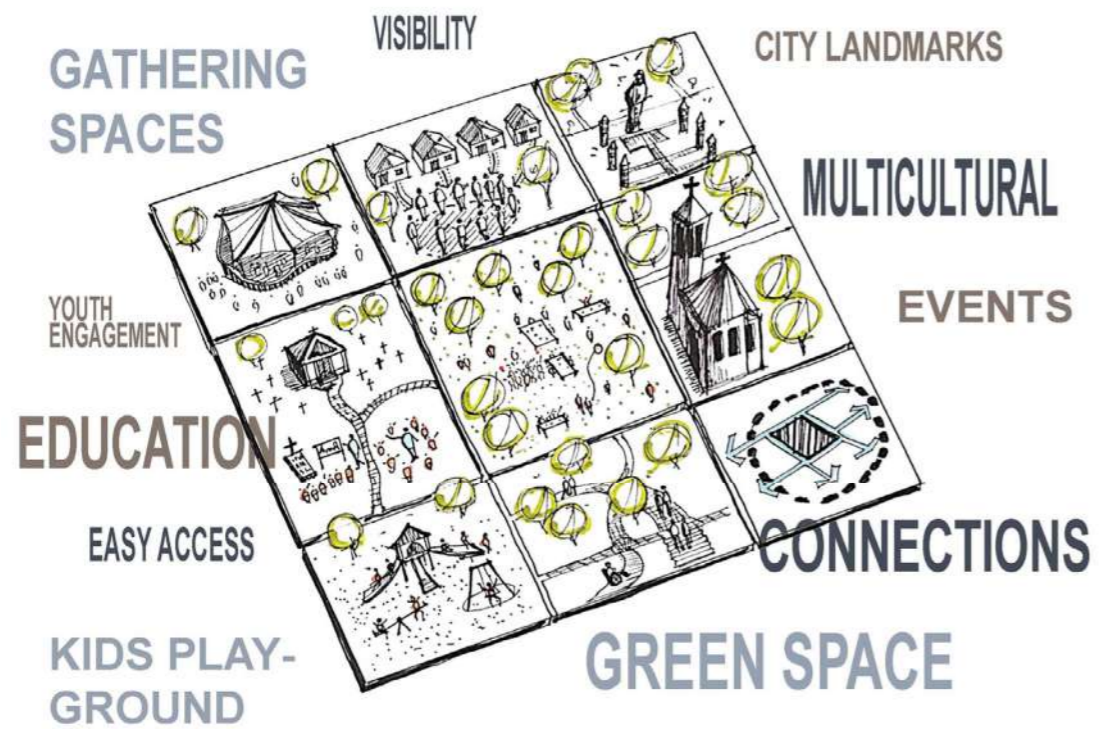 VISIBILITY
CITY LANDMARKS
GATHERING
SPACES
MULTICULTURAL
YOUTH
ENGAGEMENT
EVENTS
EDUCATION
EASY ACCESS
CONNECTIONS
KIDS PLAY-
GROUND
GREEN SPACE